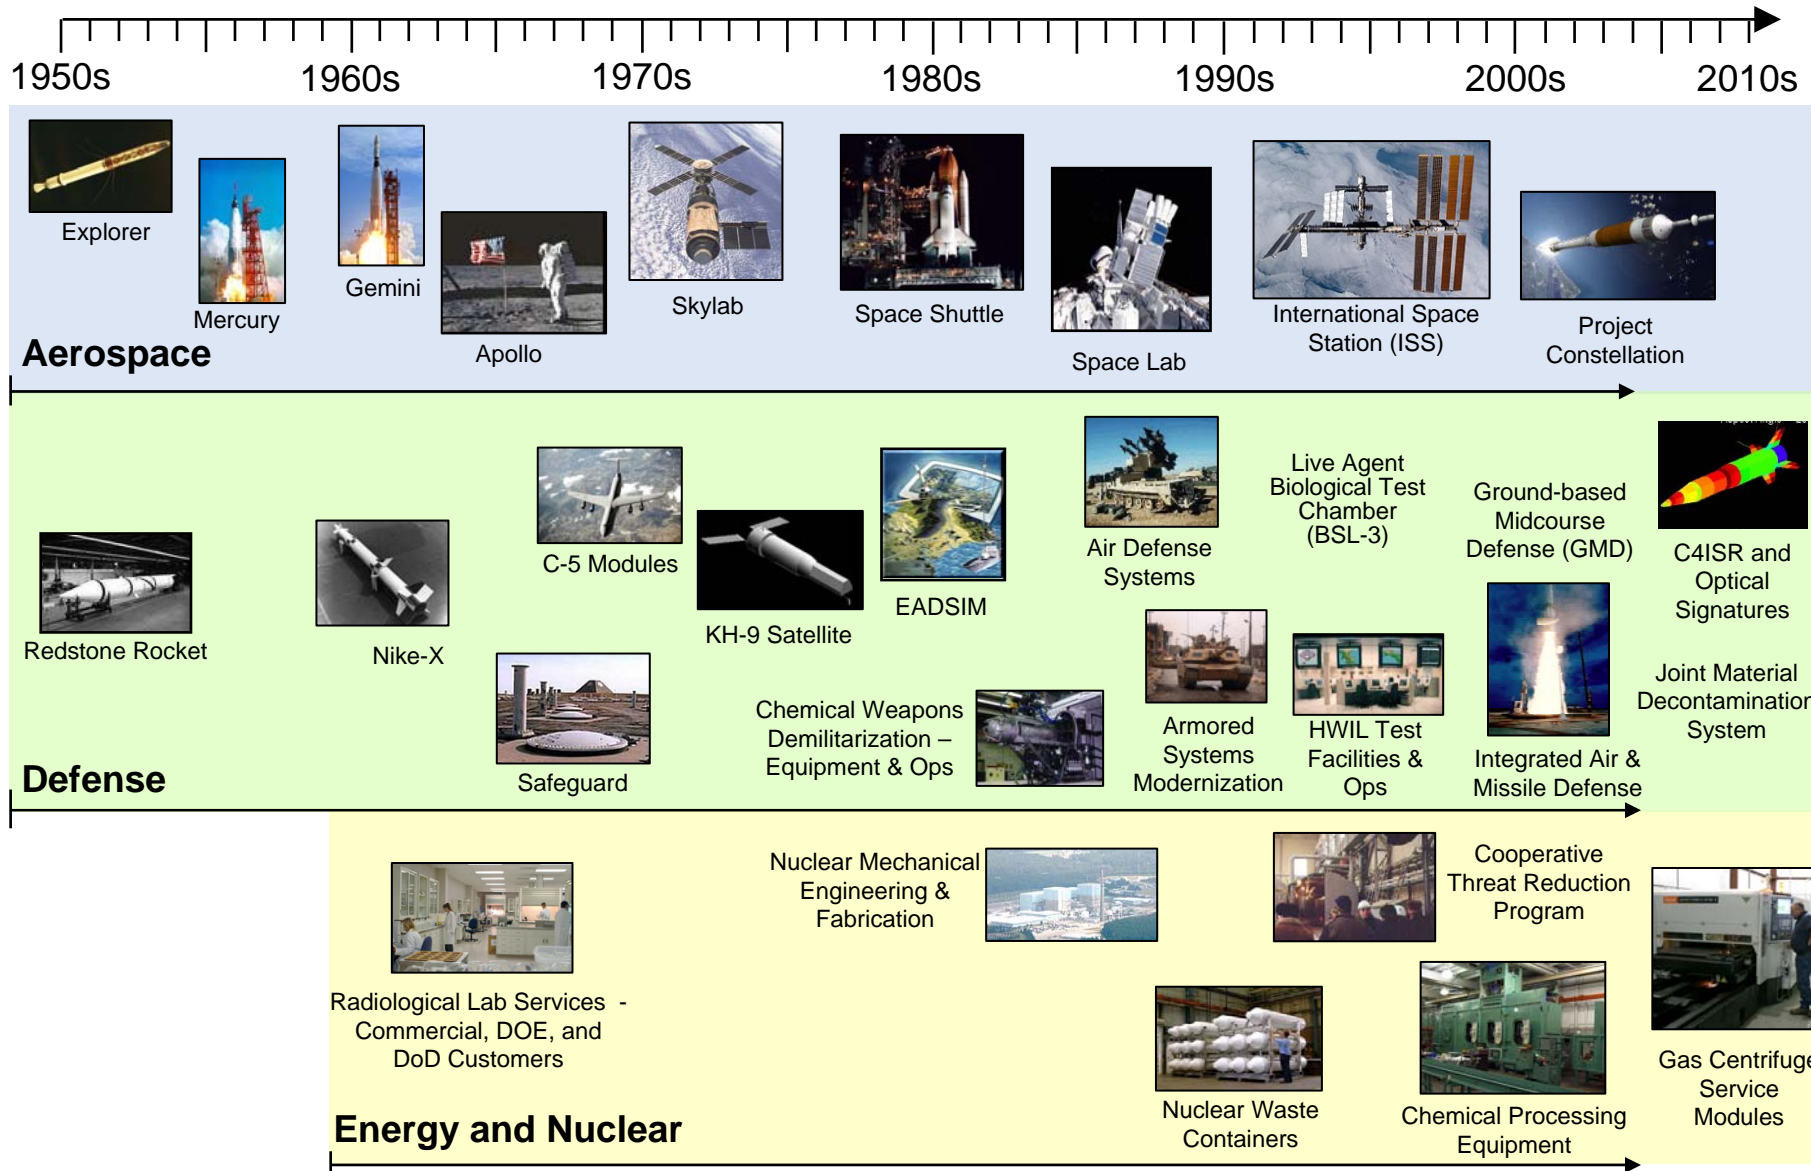 1950s 1960s 1970s 1980s 1990s 2000s 2010s
Explorer
Mercury
Gemini
Apollo
Skylab
Space Shuttle
Space Lab
International Space
Station (ISS)
Project
Constellation
Aerospace
Redstone Rocket
Nike-X
C-5 Modules
Safeguard
KH-9 Satellite
Chemical Weapons
Demilitarization –
Equipment & Ops
EADSIM
Air Defense
Systems
Armored
Systems
Modernization
Live Agent
Biological Test
Chamber
(BSL-3)
HWIL Test
Facilities &
Ops
Ground-based
Midcourse
Defense (GMD)
Integrated Air &
Missile Defense
C4ISR and
Optical
Signatures
Joint Material
Decontamination
System
Defense
Radiological Lab Services -
Commercial, DOE, and
DoD Customers
Nuclear Mechanical
Engineering &
Fabrication
Nuclear Waste
Containers
Cooperative
Threat Reduction
Program
Chemical Processing
Equipment
Gas Centrifuge
Service
Modules
Energy and Nuclear